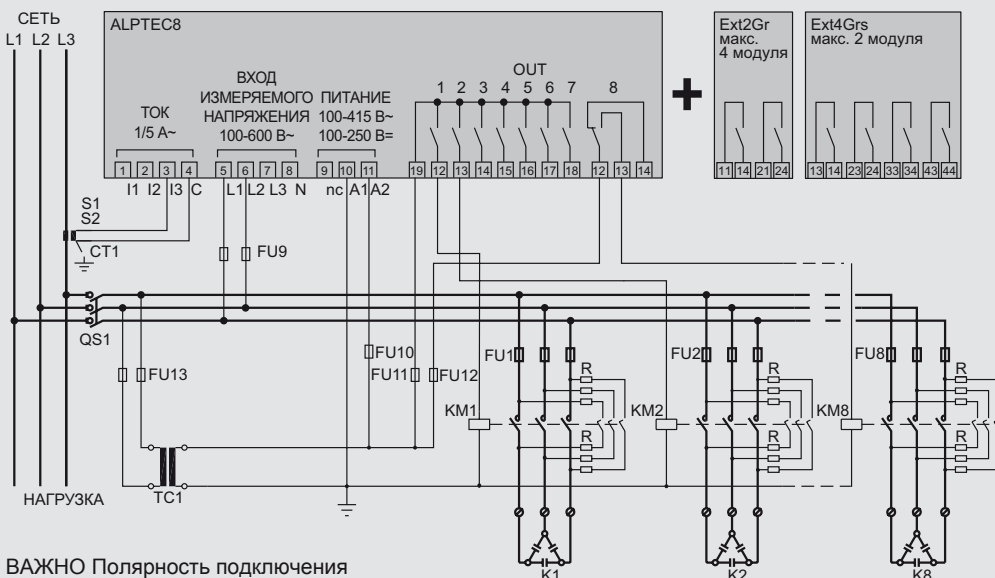 СЕТЬ
L1 L2 L3
ALPTEC8
ТОК
1/5 А~
ВХОД
ИЗМЕРЯЕМОГО
НАПРЯЖЕНИЯ
100-600 В~
ПИТАНИЕ
100-415 В~
100-250 В=
OUT
1 2 3 4 5 6 7 8
1 2 3 4 5 6 7 8 9 10 11 19 12 13 14 15 16 17 18 12 13 14
I1 I2 I3 C L1 L2 L3 N nc A1 A2
+
Ext2Gr
макс.
4 модуля
11 14 21 24
Ext4Grs
макс. 2 модуля
13 14 23 24 33 34 43 44
S1
S2
CT1
FU9
QS1
FU13
FU10
FU11 FU12
FU1 FU2 FU8
R R R
KM1 KM2 KM8
R R R
TC1
НАГРУЗКА
K1 K2 K8
ВАЖНО Полярность подключения